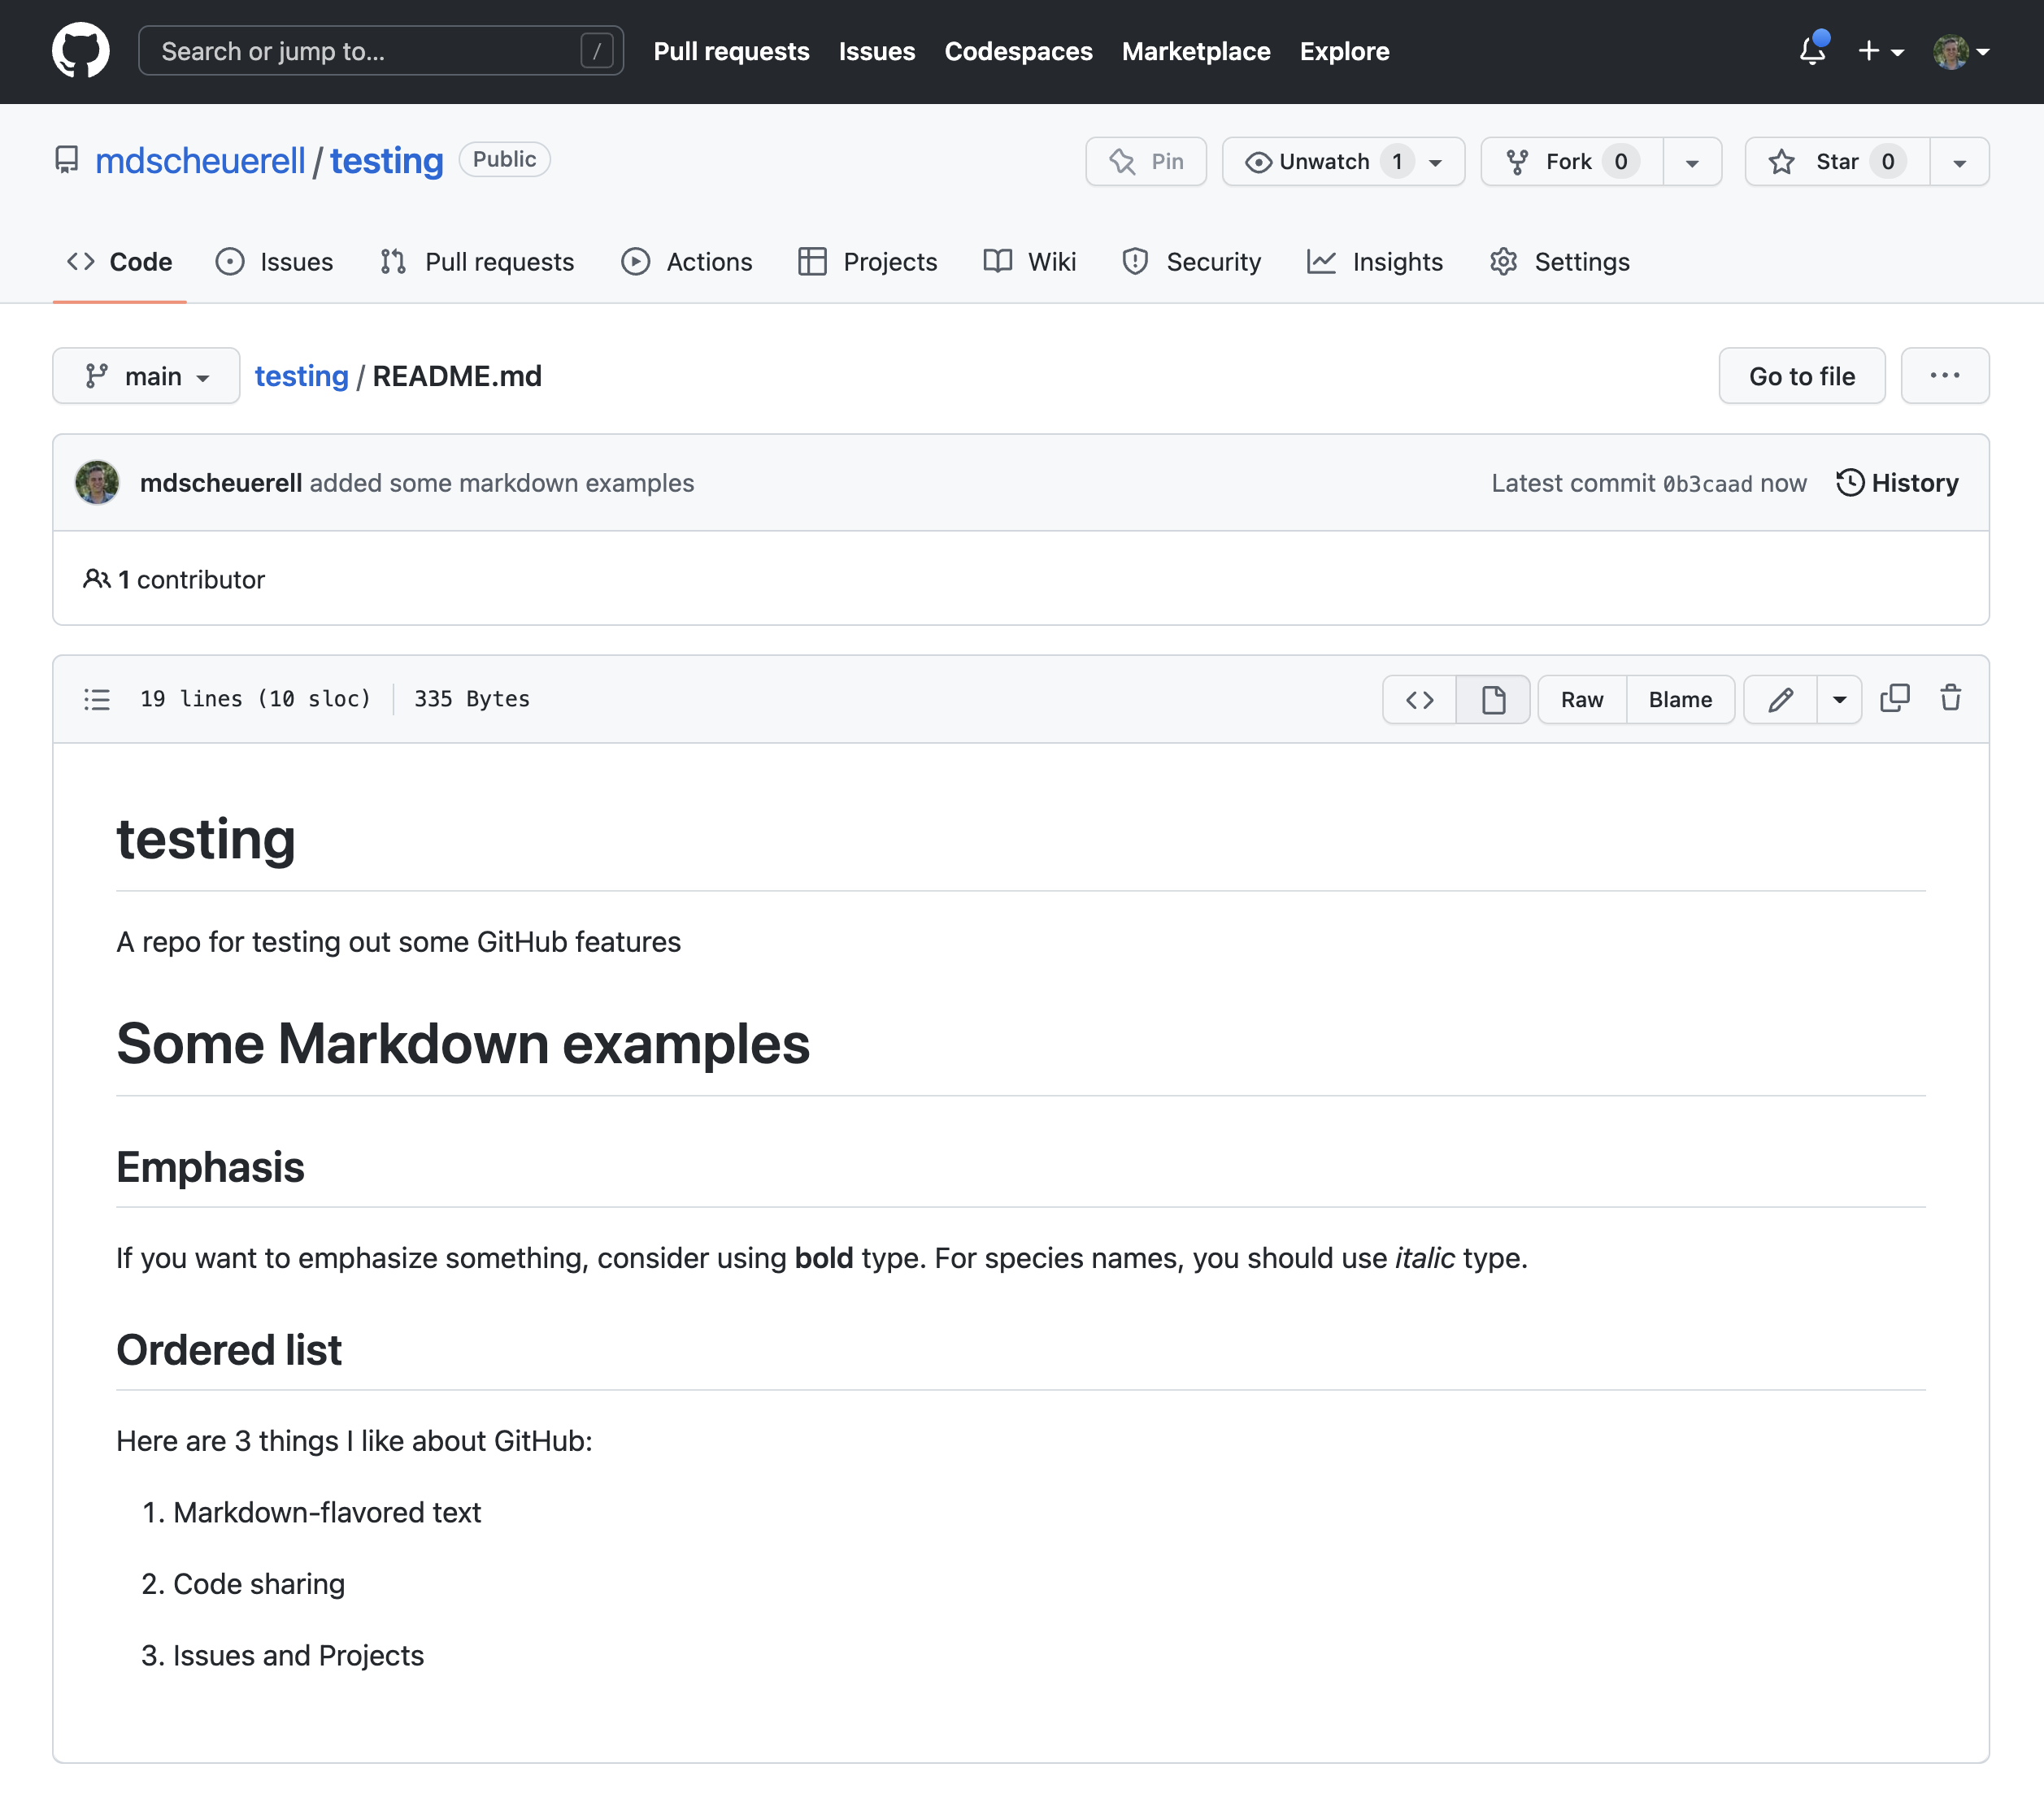 Search or jump to... / Pull requests Issues Codespaces Marketplace Explore
mdscheuerell / testing Public Pin Unwatch 1 Fork 0 Star 0
Code Issues Pull requests Actions Projects Wiki Security Insights Settings
main testing / README.md Go to file ...
mdscheuerell added some markdown examples Latest commit 0b3caad now History
1 contributor
19 lines (10 sloc) 335 Bytes Raw Blame
testing
A repo for testing out some GitHub features
Some Markdown examples
Emphasis
If you want to emphasize something, consider using bold type. For species names, you should use italic type.
Ordered list
Here are 3 things I like about GitHub:
1. Markdown-flavored text
2. Code sharing
3. Issues and Projects